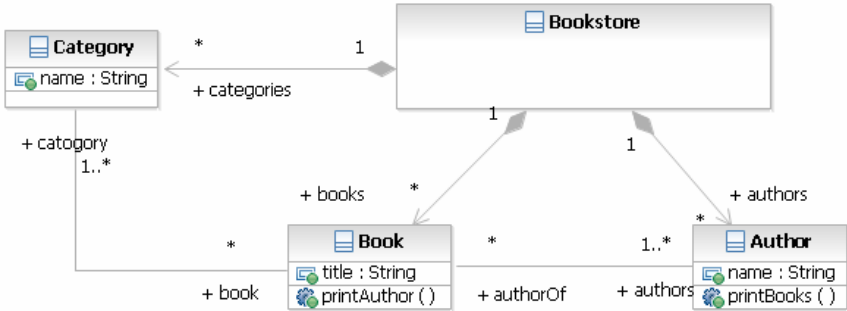 Bookstore
Category
* 1
name : String
+ categories
1
+ catogory
1..*
1
+ books *
+ authors
*
Book
* 1..*
Author
*
title : String
name : String
+ book
printAuthor ( )
+ authorOf
+ authors
printBooks ( )